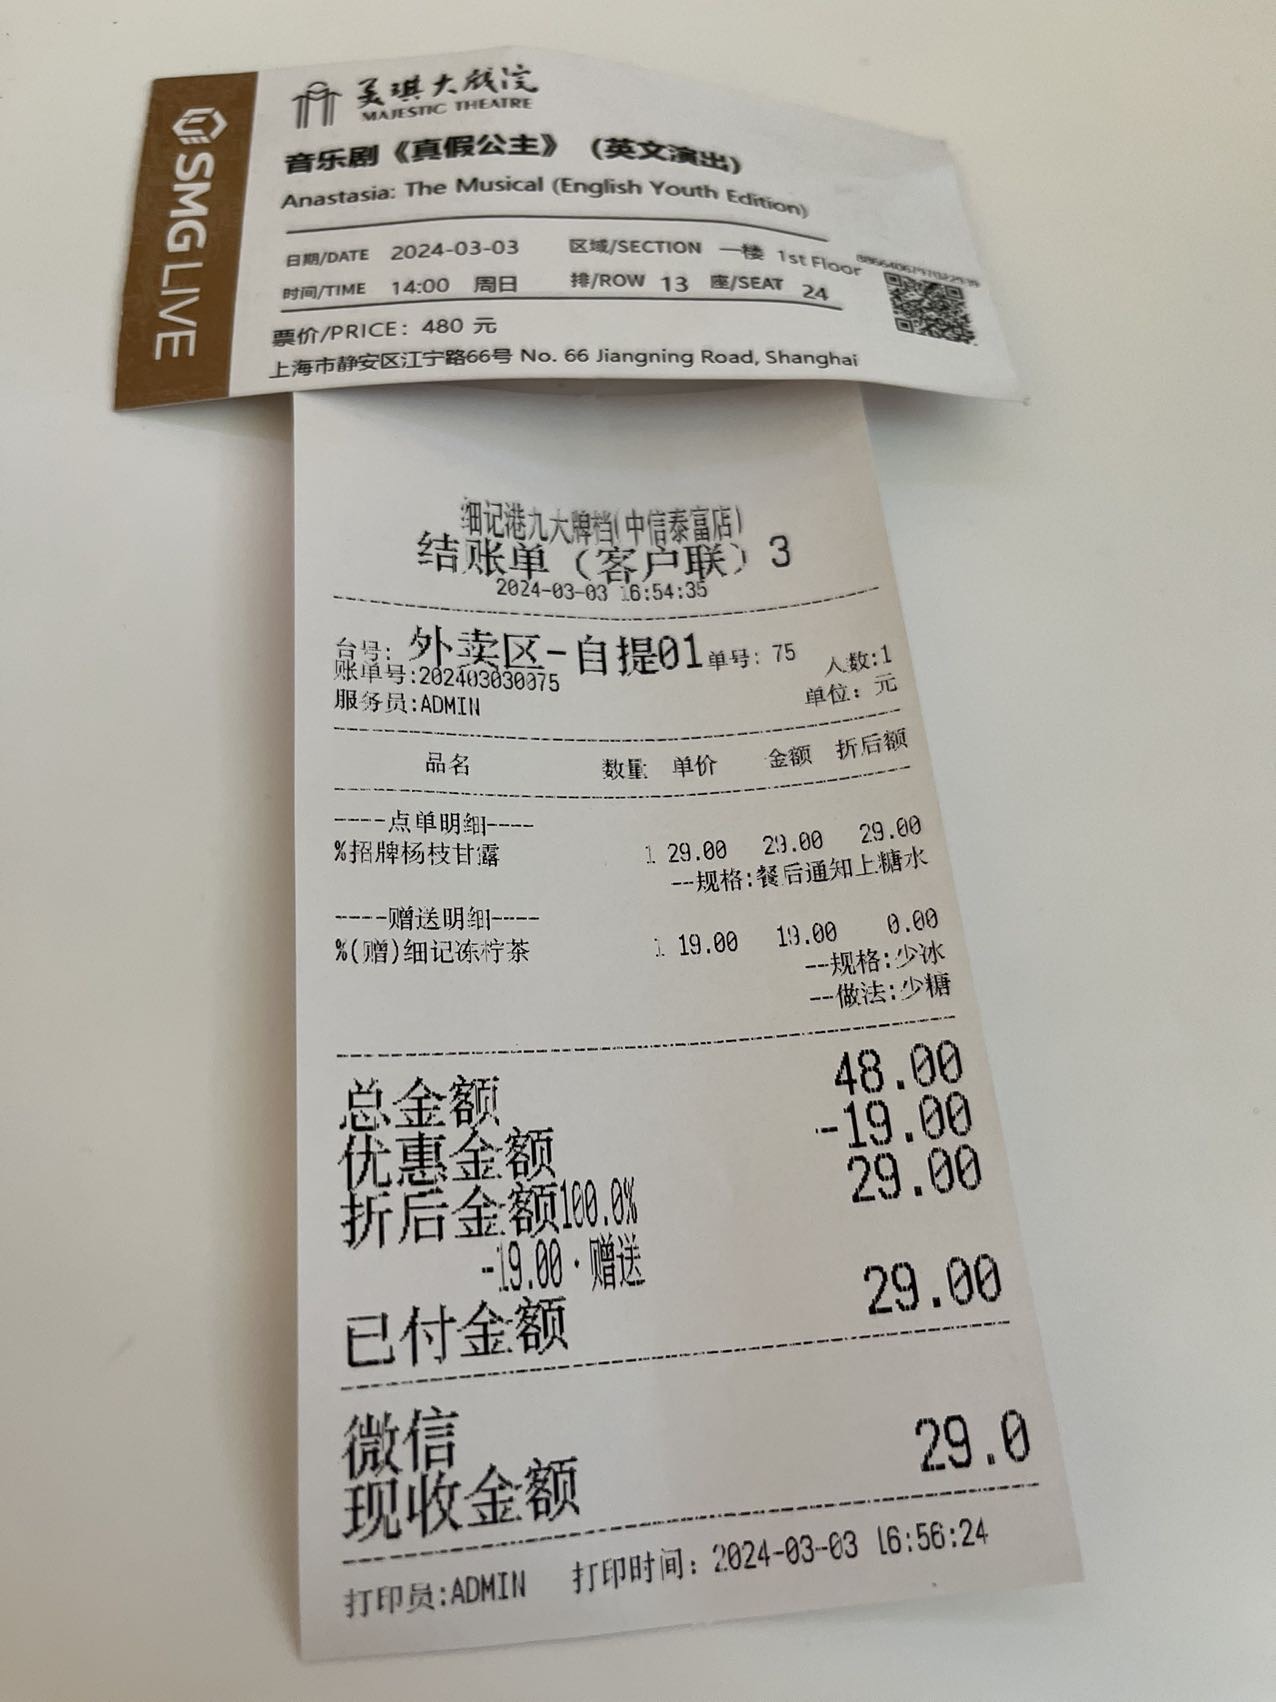 SMG LIVE
美琪大戏院
MAJESTIC THEATRE
音乐剧《真假公主》（英文演出）
Anastasia: The Musical (English Youth Edition)
日期/DATE 2024-03-03 区域/SECTION 一楼 1st Floor
时间/TIME 14:00 周日 排/ROW 13 座/SEAT 24
票价/PRICE：480 元
上海市静安区江宁路66号 No. 66 Jiangning Road, Shanghai
细记港九大牌档(中信泰富店)
结账单（客户联）3
2024-03-03 16:54:35
台号: 外卖区-自提01 单号: 75 人数:1
账单号:202403030075
服务员:ADMIN 单位: 元
品名 数量 单价 金额 折后额
----点单明细----
%招牌杨枝甘露 1 29.00 29.00 29.00
--规格:餐后通知上糖水
----赠送明细----
%(赠)细记冻柠茶 1 19.00 19.00 0.00
--规格:少冰
--做法:少糖
总金额 48.00
优惠金额 -19.00
折后金额100.0% 29.00
-19.00·赠送
已付金额 29.00
微信 29.0
现收金额
打印员:ADMIN 打印时间: 2024-03-03 16:56:24